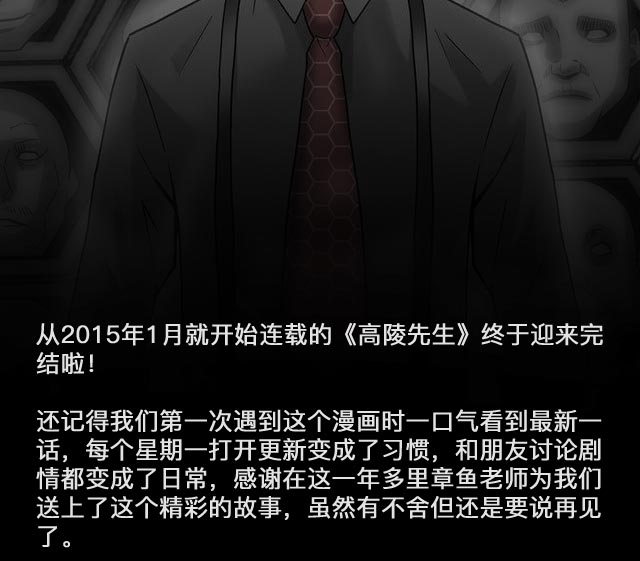 从2015年1月就开始连载的《高陵先生》终于迎来完
结啦！
还记得我们第一次遇到这个漫画时一口气看到最新一
话，每个星期一打开更新变成了习惯，和朋友讨论剧
情都变成了日常，感谢在这一年多里章鱼老师为我们
送上了这个精彩的故事，虽然有不舍但还是要说再见
了。